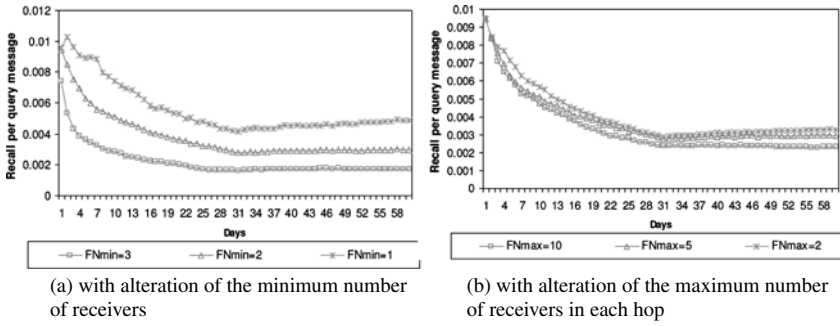 0.012
0.01
0.008
0.006
0.004
0.002
0
Recall per query message
1 4 7 10 13 16 19 22 25 28 31 34 37 40 43 46 49 52 55 58
Days
FNmin=3 FNmin=2 FNmin=1
(a) with alteration of the minimum number
of receivers
0.01
0.009
0.008
0.007
0.006
0.005
0.004
0.003
0.002
0.001
0
Recall per query message
1 4 7 10 13 16 19 22 25 28 31 34 37 40 43 46 49 52 55 58
Days
FNmax=10 FNmax=5 FNmax=2
(b) with alteration of the maximum number
of receivers in each hop